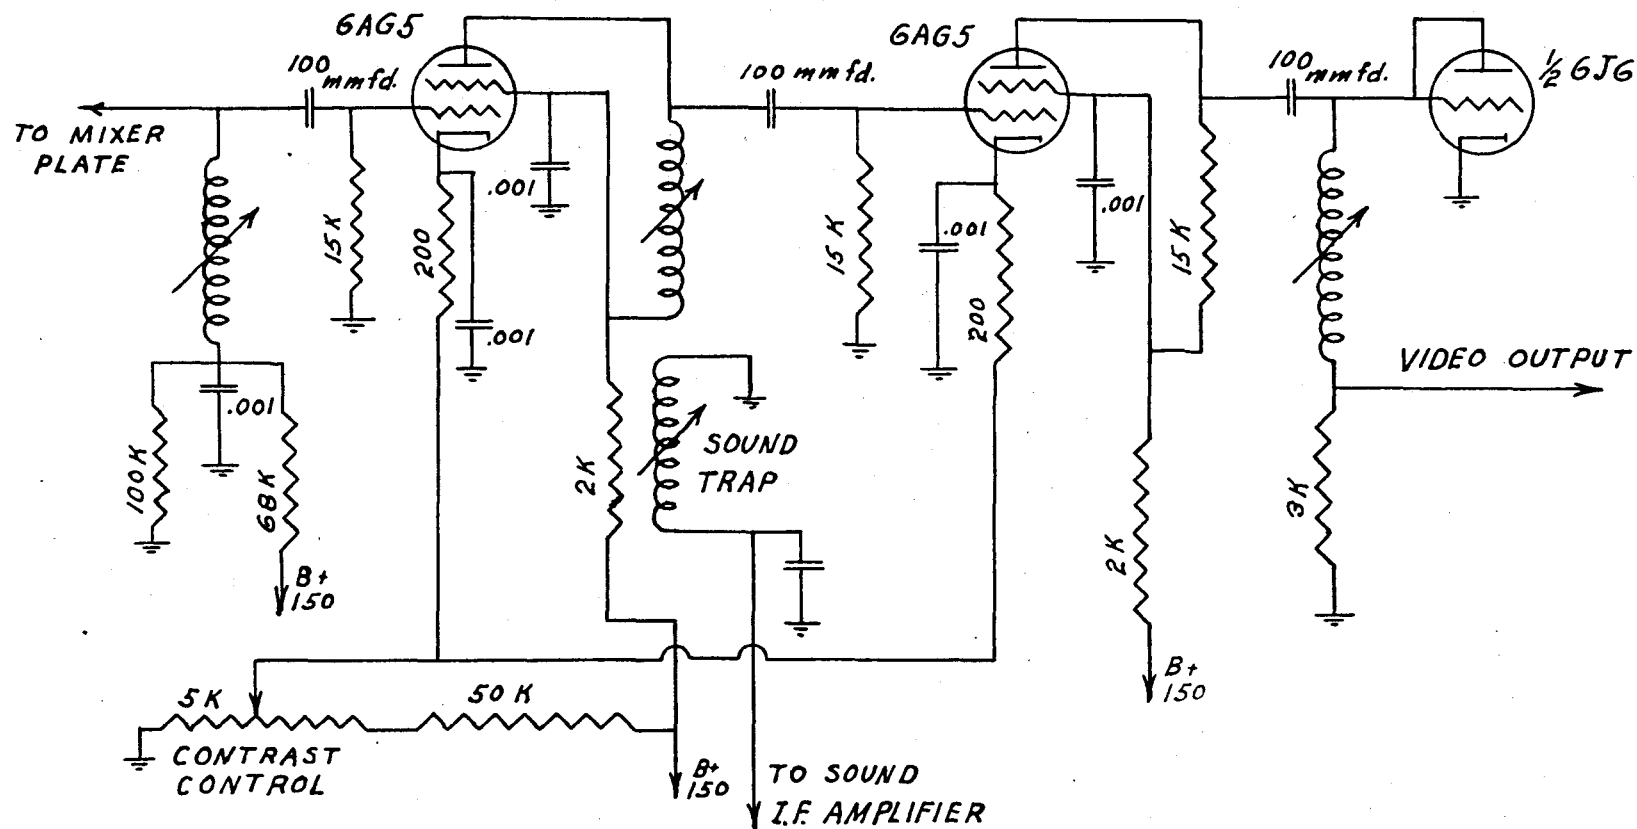 6AG5
6AG5
100
mmfd.
100 mmfd.
100
mmfd.
1/2 6J6
TO MIXER
PLATE
.001
.001
15K
200
15K
.001
15K
.001
200
.001
VIDEO OUTPUT
.001
SOUND
TRAP
100K
68K
2K
3K
2K
B+
150
B+
150
5K
50K
CONTRAST
CONTROL
B+
150
TO SOUND
I.F. AMPLIFIER